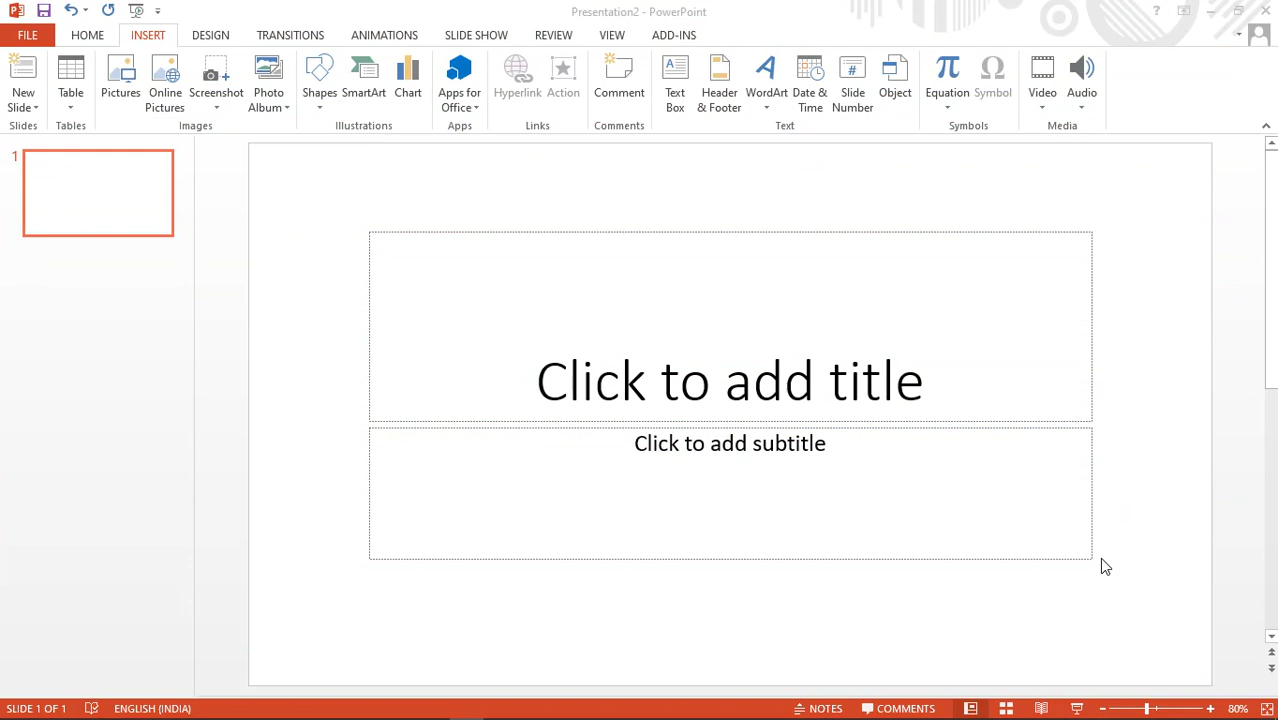 Presentation2 - PowerPoint
FILE HOME INSERT DESIGN TRANSITIONS ANIMATIONS SLIDE SHOW REVIEW VIEW ADD-INS
New Slide
Table
Pictures
Online Pictures
Screenshot
Photo Album
Shapes
SmartArt
Chart
Apps for Office
Hyperlink
Action
Comment
Text Box
Header & Footer
WordArt
Date & Time
Slide Number
Object
Equation
Symbol
Video
Audio
Slides Tables Images Illustrations Apps Links Comments Text Symbols Media
1
Click to add title
Click to add subtitle
SLIDE 1 OF 1 ENGLISH (INDIA) NOTES COMMENTS 80%